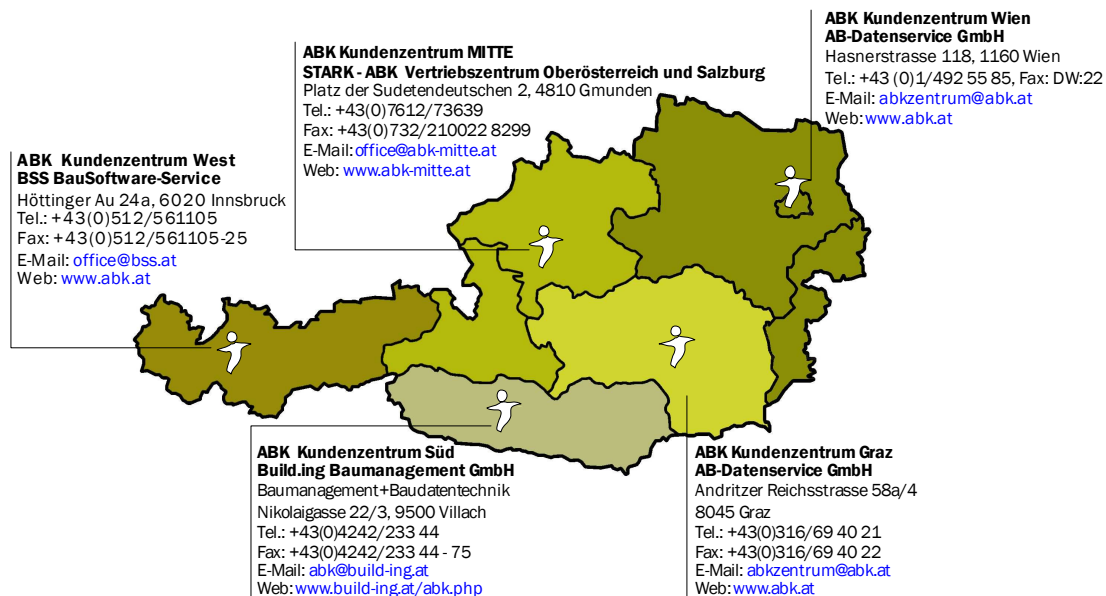 ABK Kundenzentrum Wien
AB-Datenservice GmbH
Hasnerstrasse 118, 1160 Wien
Tel.: +43 (0)1/492 55 85, Fax: DW:22
E-Mail: abkzentrum@abk.at
Web: www.abk.at
ABK Kundenzentrum MITTE
STARK - ABK Vertriebszentrum Oberösterreich und Salzburg
Platz der Sudetendeutschen 2, 4810 Gmunden
Tel.: +43(0)7612/73639
Fax: +43(0)732/210022 8299
E-Mail: office@abk-mitte.at
Web: www.abk-mitte.at
ABK Kundenzentrum West
BSS BauSoftware-Service
Höttinger Au 24a, 6020 Innsbruck
Tel.: +43(0)512/561105
Fax: +43(0)512/561105-25
E-Mail: office@bss.at
Web: www.abk.at
ABK Kundenzentrum Süd
Build.ing Baumanagement GmbH
Baumanagement+Baudatentechnik
Nikolaigasse 22/3, 9500 Villach
Tel.: +43(0)4242/233 44
Fax: +43(0)4242/233 44 - 75
E-Mail: abk@build-ing.at
Web: www.build-ing.at/abk.php
ABK Kundenzentrum Graz
AB-Datenservice GmbH
Andritzer Reichsstrasse 58a/4
8045 Graz
Tel.: +43(0)316/69 40 21
Fax: +43(0)316/69 40 22
E-Mail: abkzentrum@abk.at
Web: www.abk.at